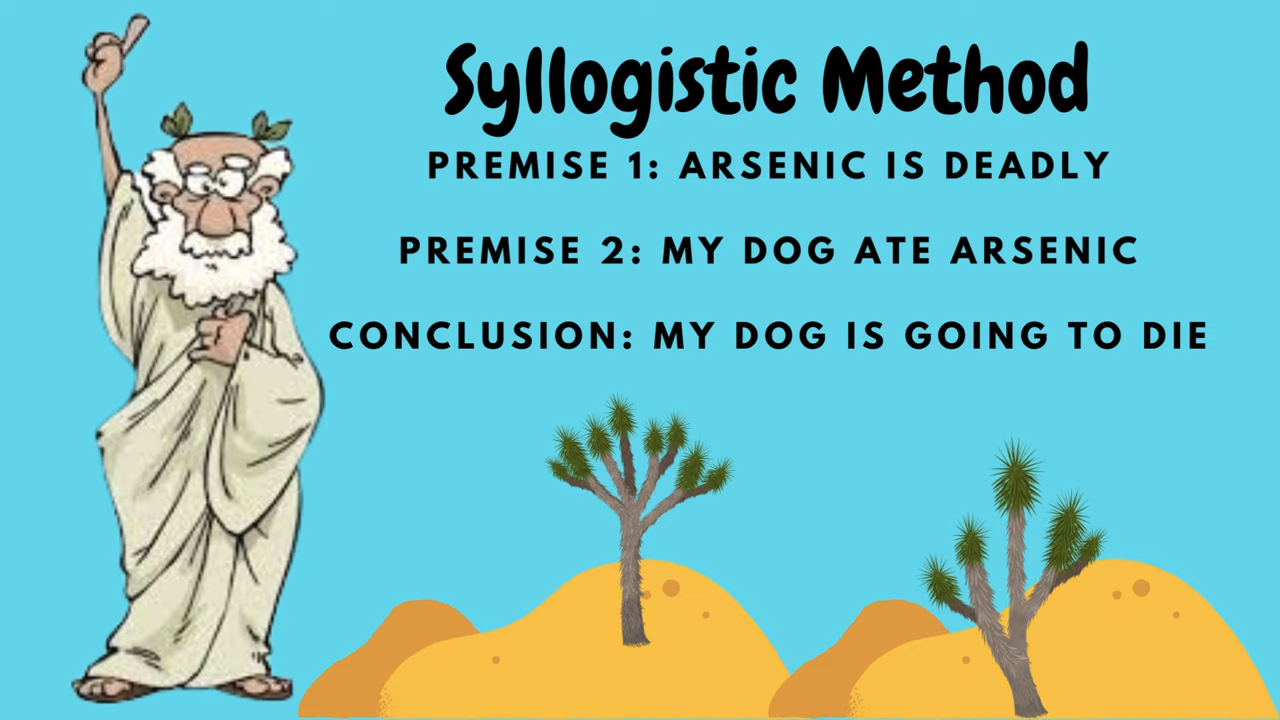 Syllogistic Method
PREMISE 1: ARSENIC IS DEADLY
PREMISE 2: MY DOG ATE ARSENIC
CONCLUSION: MY DOG IS GOING TO DIE